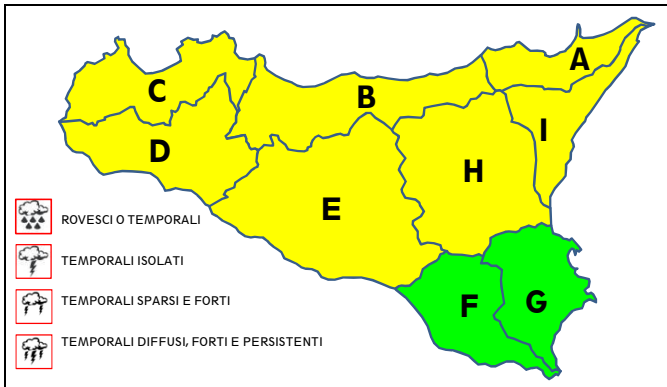 A
C
B
I
D
H
E
ROVESCI O TEMPORALI
TEMPORALI ISOLATI
F
G
TEMPORALI SPARSI E FORTI
TEMPORALI DIFFUSI, FORTI E PERSISTENTI